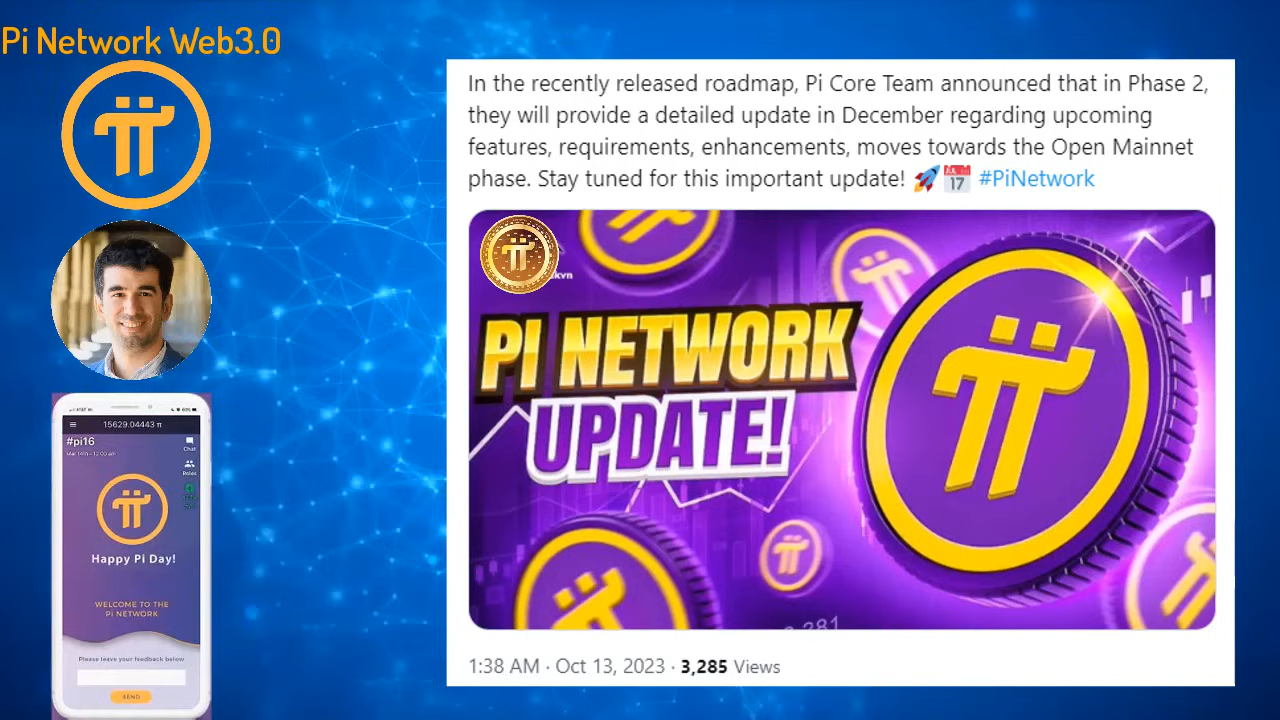 Pi Network Web3.0
In the recently released roadmap, Pi Core Team announced that in Phase 2,
they will provide a detailed update in December regarding upcoming
features, requirements, enhancements, moves towards the Open Mainnet
phase. Stay tuned for this important update! 🚀📅 #PiNetwork
JUL 17
kvn
PI NETWORK
UPDATE!
1:38 AM · Oct 13, 2023 · 3,285 Views
15629.04443 π
#pi16
Chat
Roles
Happy Pi Day!
WELCOME TO THE
Pi NETWORK
Please leave your feedback below
SEND